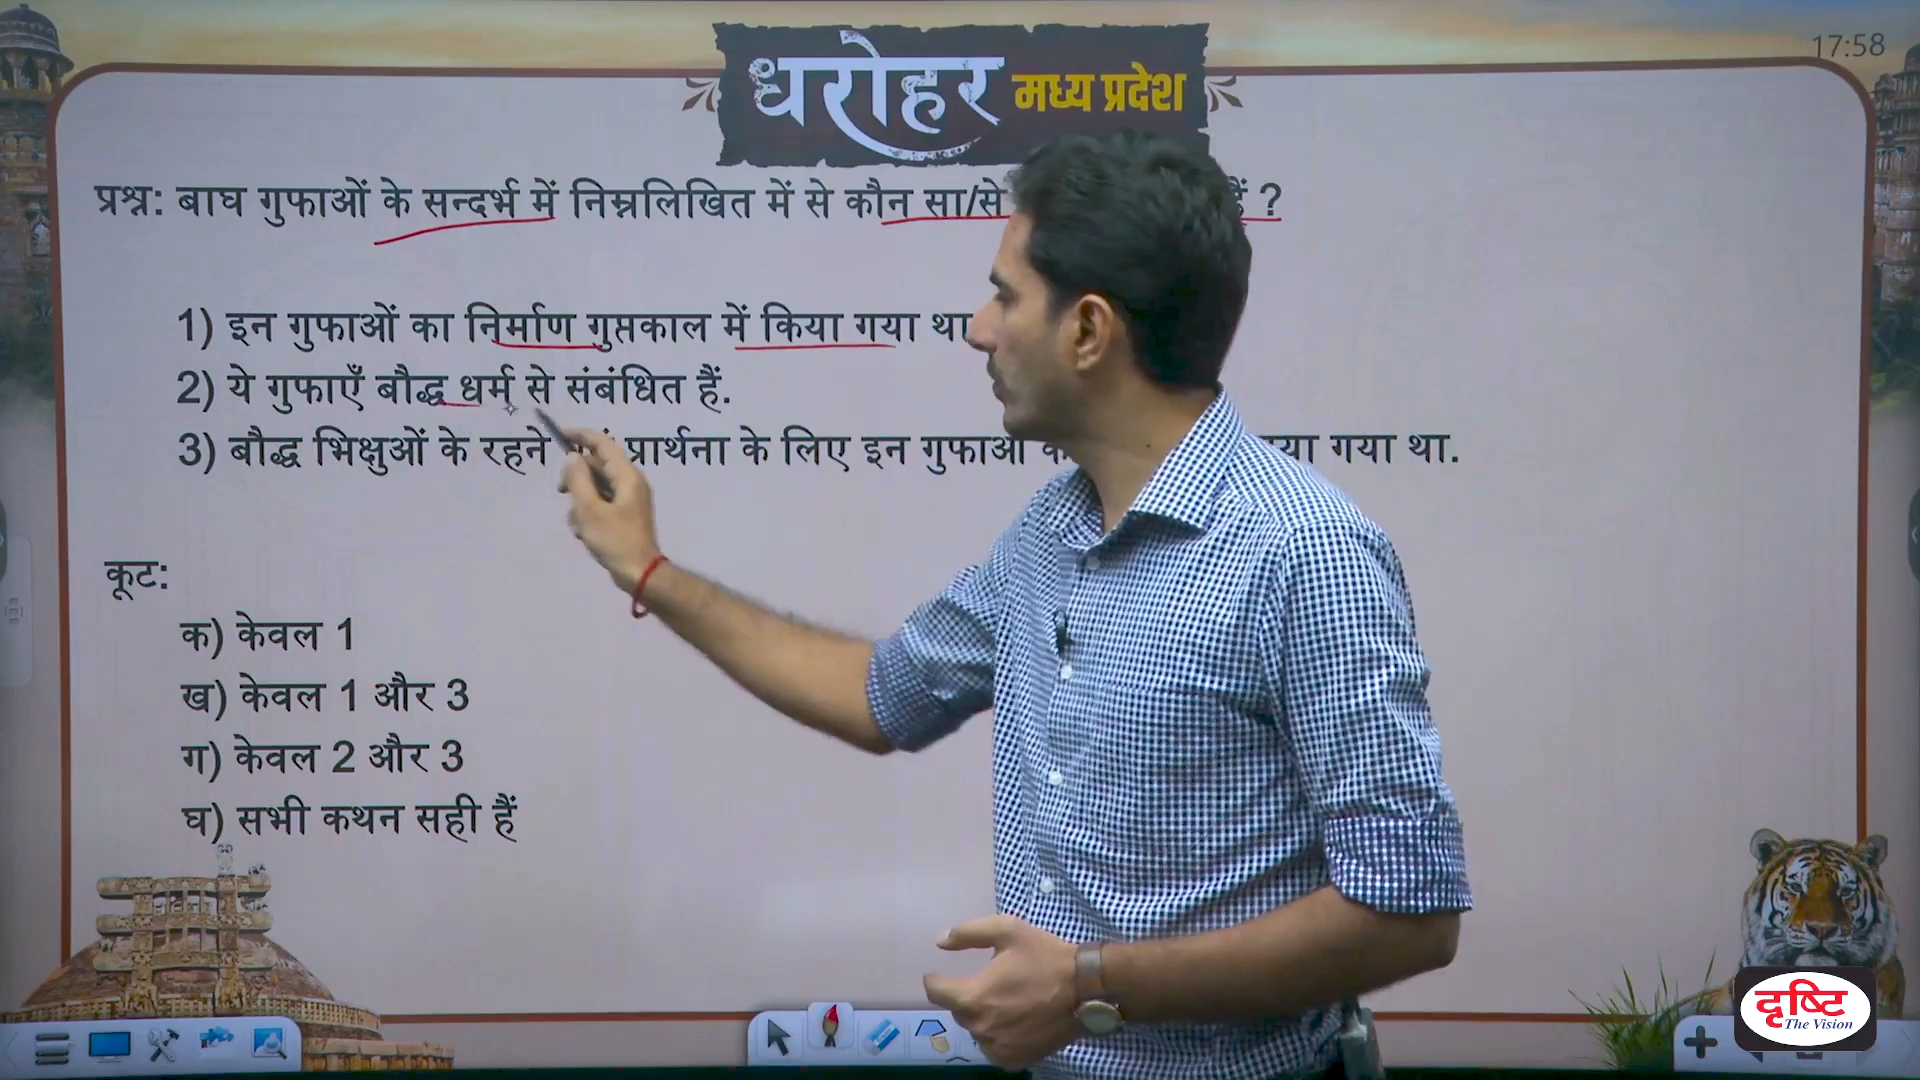 17:58
धरोहर मध्य प्रदेश
प्रश्न: बाघ गुफाओं के सन्दर्भ में निम्नलिखित में से कौन सा/से हैं ?
1) इन गुफाओं का निर्माण गुप्तकाल में किया गया था
2) ये गुफाएँ बौद्ध धर्म से संबंधित हैं.
3) बौद्ध भिक्षुओं के रहने प्रार्थना के लिए इन गुफाओं गया था.
कूट:
क) केवल 1
ख) केवल 1 और 3
ग) केवल 2 और 3
घ) सभी कथन सही हैं
दृष्टि
The Vision